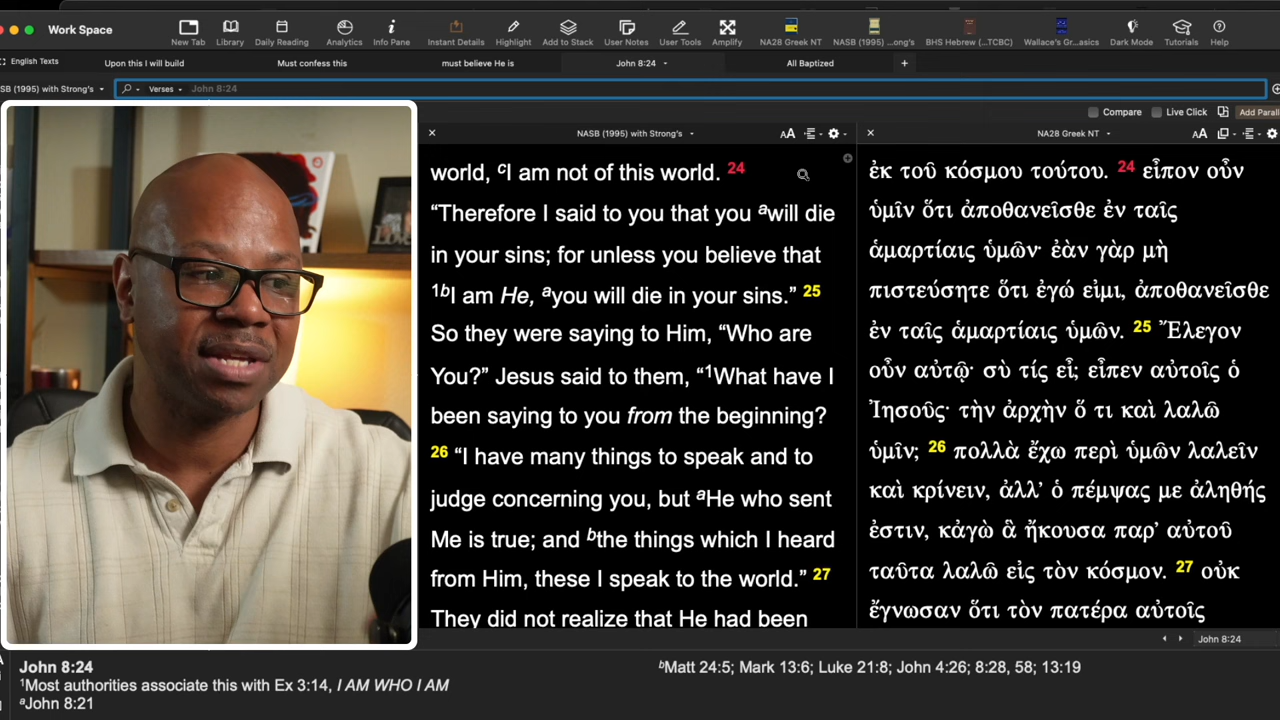 Work Space
New Tab
Library
Daily Reading
Analytics
Info Pane
Instant Details
Highlight
Add to Stack
User Notes
User Tools
Amplify
NA28 Greek NT
NASB (1995) ...ong's
BHS Hebrew (...TCBC)
Wallace's Gr...asics
Dark Mode
Tutorials
Help
English Texts
Upon this I will build
Must confess this
must believe He is
John 8:24
All Baptized
SB (1995) with Strong's
Verses
John 8:24
Compare
Live Click
Add Parall
NASB (1995) with Strong's
AA
world, cI am not of this world. 24
“Therefore I said to you that you awill die
in your sins; for unless you believe that
1bI am He, ayou will die in your sins.” 25
So they were saying to Him, “Who are
You?” Jesus said to them, “1What have I
been saying to you from the beginning?
26 “I have many things to speak and to
judge concerning you, but aHe who sent
Me is true; and bthe things which I heard
from Him, these I speak to the world.” 27
They did not realize that He had been
NA28 Greek NT
AA
ἐκ τοῦ κόσμου τούτου. 24 εἶπον οὖν
ὑμῖν ὅτι ἀποθανεῖσθε ἐν ταῖς
ἁμαρτίαις ὑμῶν· ἐὰν γὰρ μὴ
πιστεύσητε ὅτι ἐγώ εἰμι, ἀποθανεῖσθε
ἐν ταῖς ἁμαρτίαις ὑμῶν. 25 Ἔλεγον
οὖν αὐτῷ· σὺ τίς εἶ; εἶπεν αὐτοῖς ὁ
Ἰησοῦς· τὴν ἀρχὴν ὅ τι καὶ λαλῶ
ὑμῖν; 26 πολλὰ ἔχω περὶ ὑμῶν λαλεῖν
καὶ κρίνειν, ἀλλ’ ὁ πέμψας με ἀληθής
ἐστιν, κἀγὼ ἃ ἤκουσα παρ’ αὐτοῦ
ταῦτα λαλῶ εἰς τὸν κόσμον. 27 οὐκ
ἔγνωσαν ὅτι τὸν πατέρα αὐτοῖς
John 8:24
John 8:24
1Most authorities associate this with Ex 3:14, I AM WHO I AM
aJohn 8:21
bMatt 24:5; Mark 13:6; Luke 21:8; John 4:26; 8:28, 58; 13:19